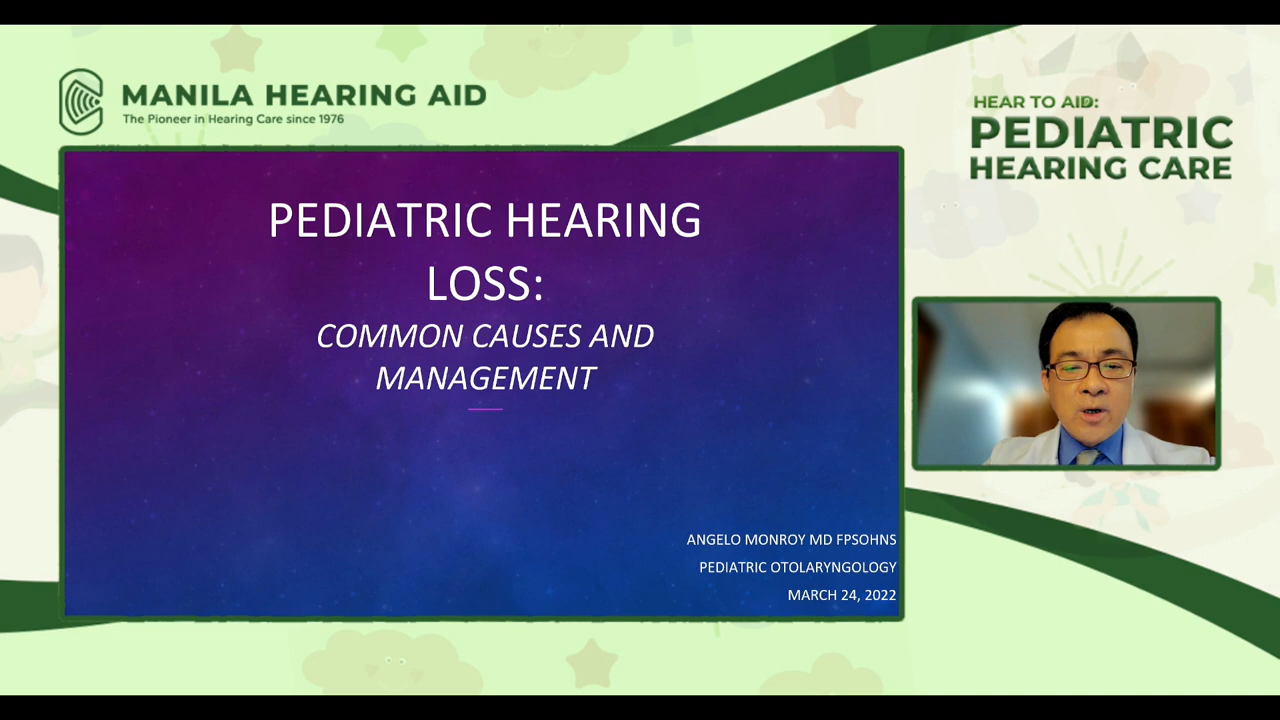 MANILA HEARING AID
The Pioneer in Hearing Care since 1976
HEAR TO AID:
PEDIATRIC
HEARING CARE
PEDIATRIC HEARING
LOSS:
COMMON CAUSES AND
MANAGEMENT
ANGELO MONROY MD FPSOHNS
PEDIATRIC OTOLARYNGOLOGY
MARCH 24, 2022